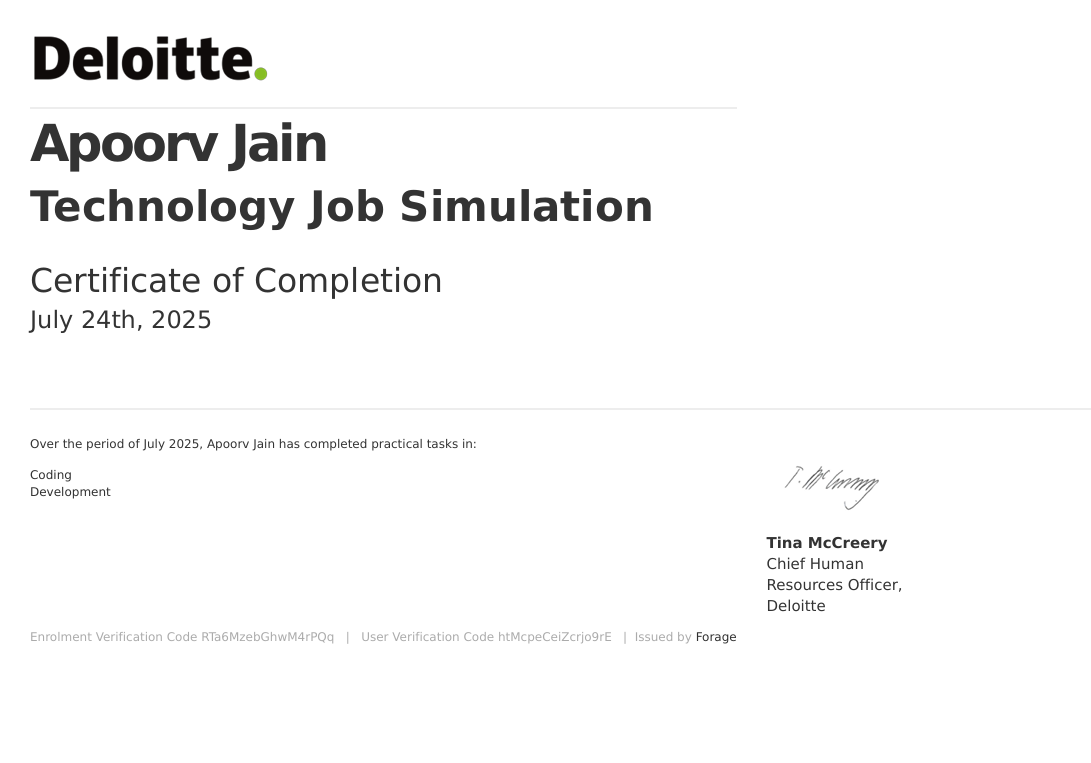 Deloitte.
Apoorv Jain
Technology Job Simulation
Certificate of Completion
July 24th, 2025
Over the period of July 2025, Apoorv Jain has completed practical tasks in:
Coding
Development
T. McCreery
Tina McCreery
Chief Human
Resources Officer,
Deloitte
Enrolment Verification Code RTa6MzebGhwM4rPQq | User Verification Code htMcpeCeiZcrjo9rE | Issued by Forage